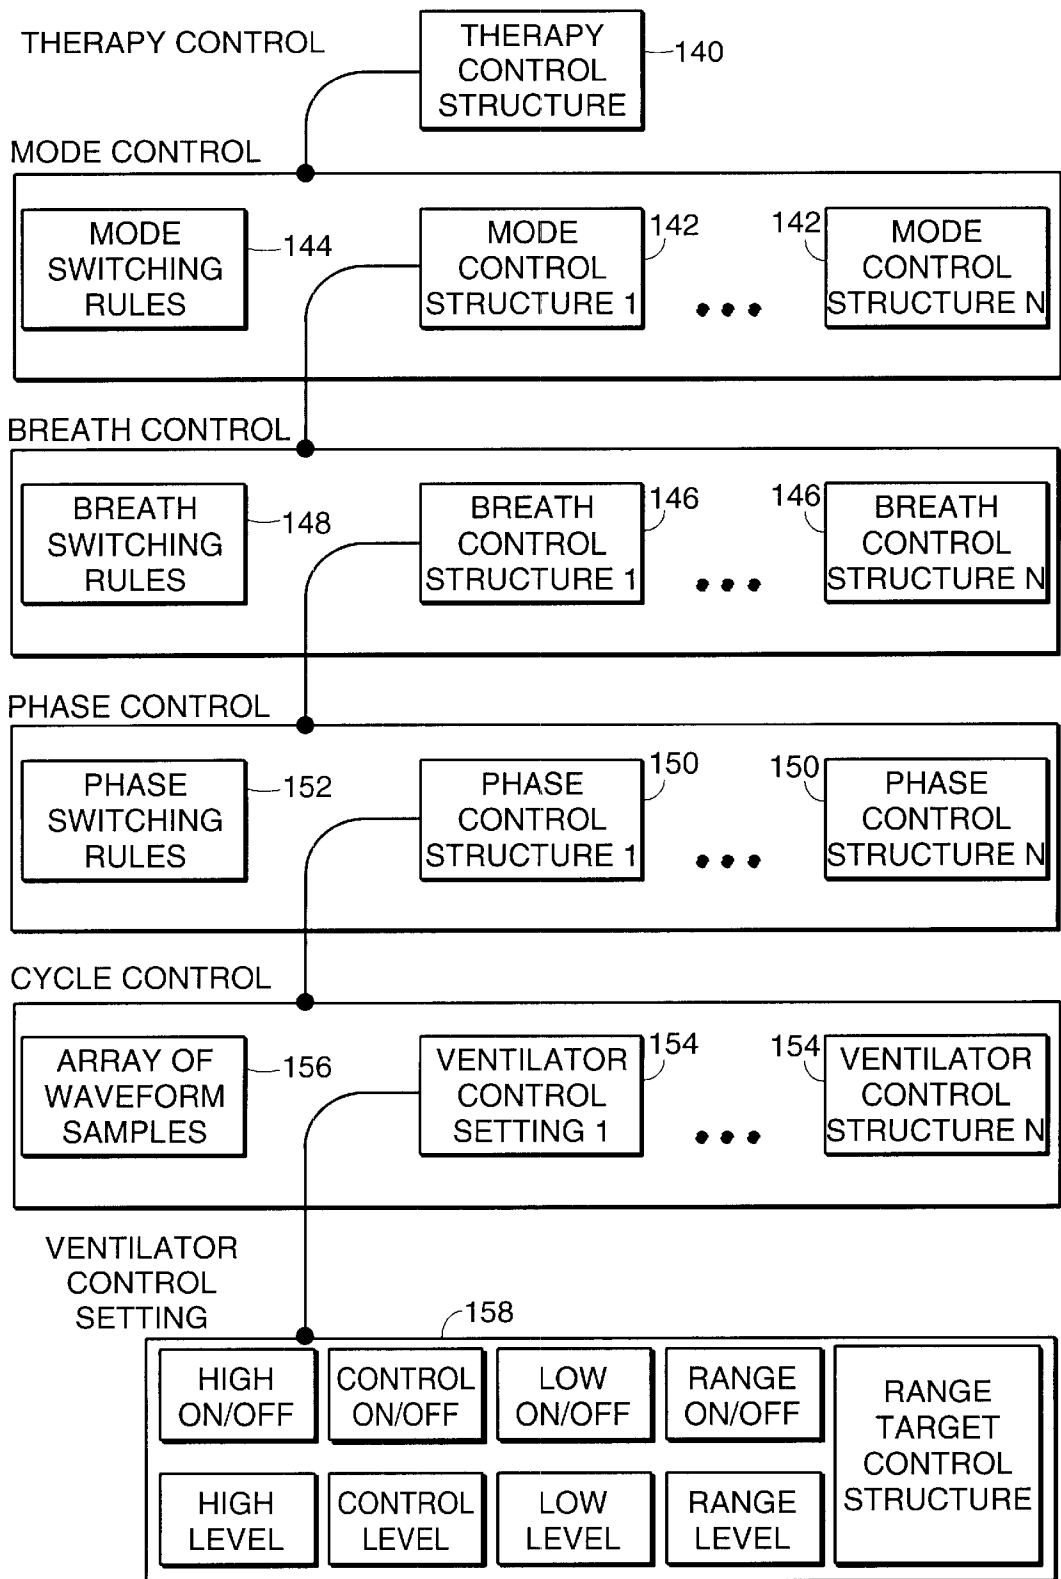 THERAPY CONTROL
THERAPY
CONTROL
STRUCTURE
140
MODE CONTROL
MODE
SWITCHING
RULES
144
MODE
CONTROL
STRUCTURE 1
142
142
MODE
CONTROL
STRUCTURE N
BREATH CONTROL
BREATH
SWITCHING
RULES
148
BREATH
CONTROL
STRUCTURE 1
146
146
BREATH
CONTROL
STRUCTURE N
PHASE CONTROL
PHASE
SWITCHING
RULES
152
PHASE
CONTROL
STRUCTURE 1
150
150
PHASE
CONTROL
STRUCTURE N
CYCLE CONTROL
ARRAY OF
WAVEFORM
SAMPLES
156
VENTILATOR
CONTROL
SETTING 1
154
154
VENTILATOR
CONTROL
STRUCTURE N
VENTILATOR
CONTROL
SETTING
158
HIGH
ON/OFF
CONTROL
ON/OFF
LOW
ON/OFF
RANGE
ON/OFF
RANGE
TARGET
CONTROL
STRUCTURE
HIGH
LEVEL
CONTROL
LEVEL
LOW
LEVEL
RANGE
LEVEL